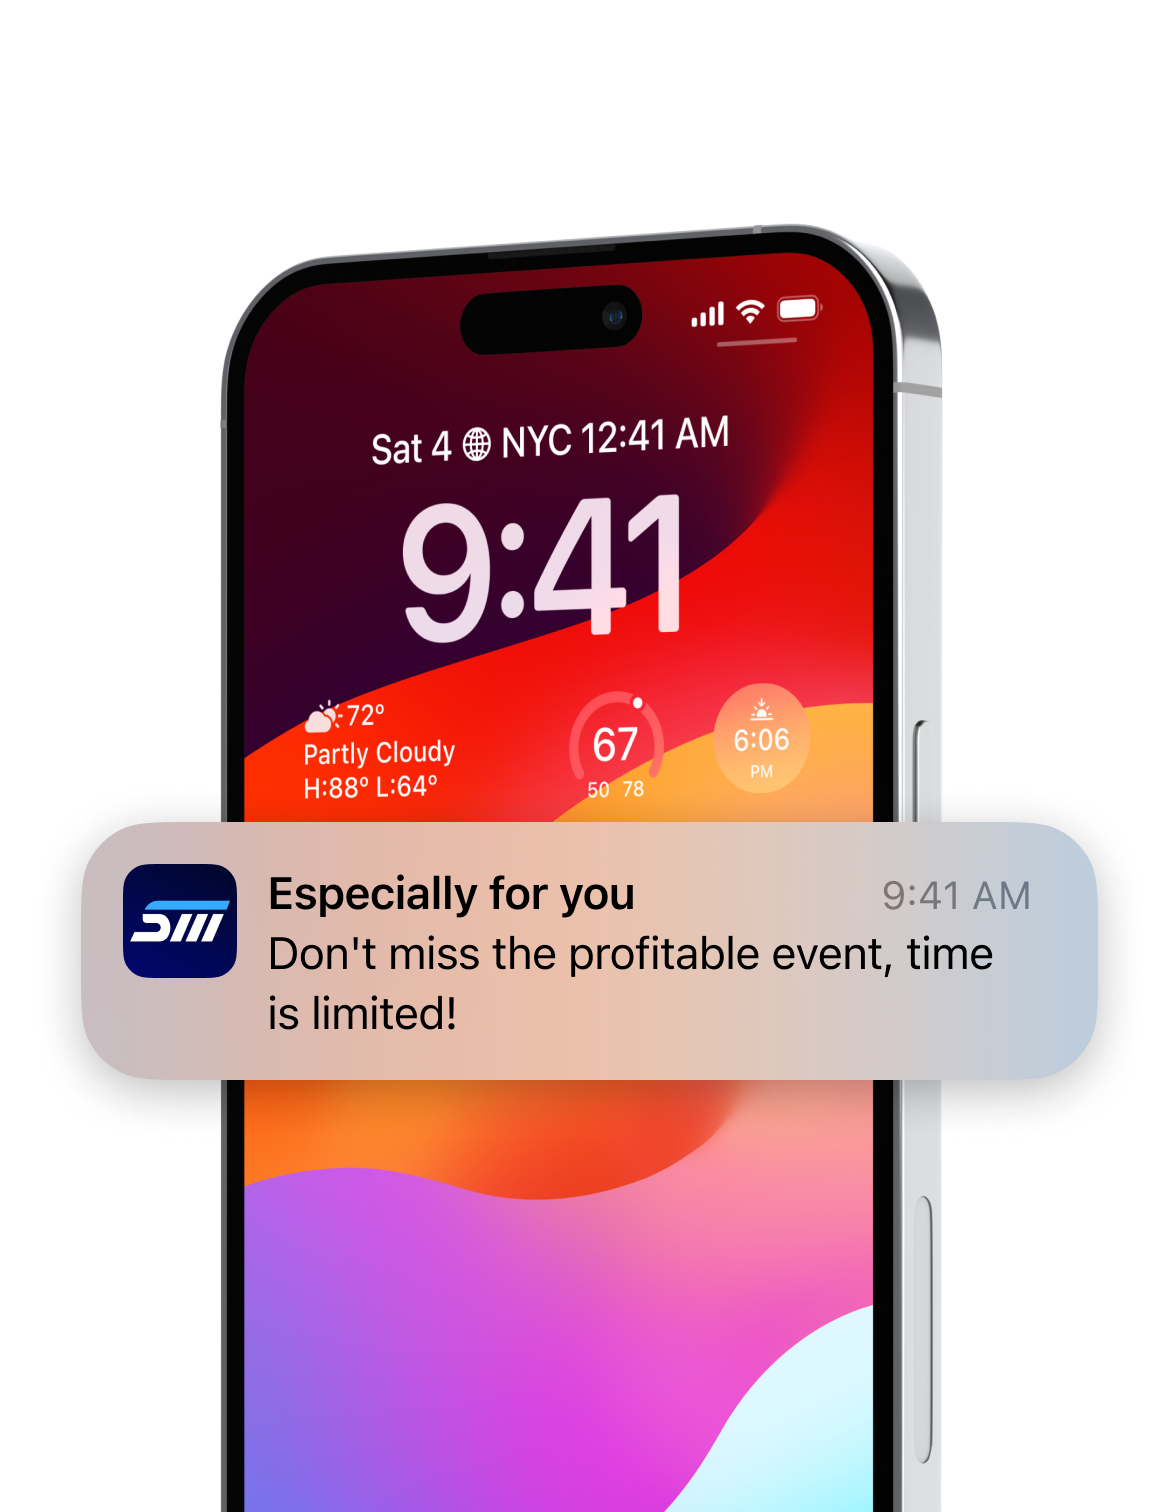 Sat 4 NYC 12:41 AM
9:41
72°
Partly Cloudy
H:88° L:64°
67
50 78
6:06
PM
Especially for you 9:41 AM
Don't miss the profitable event, time
is limited!